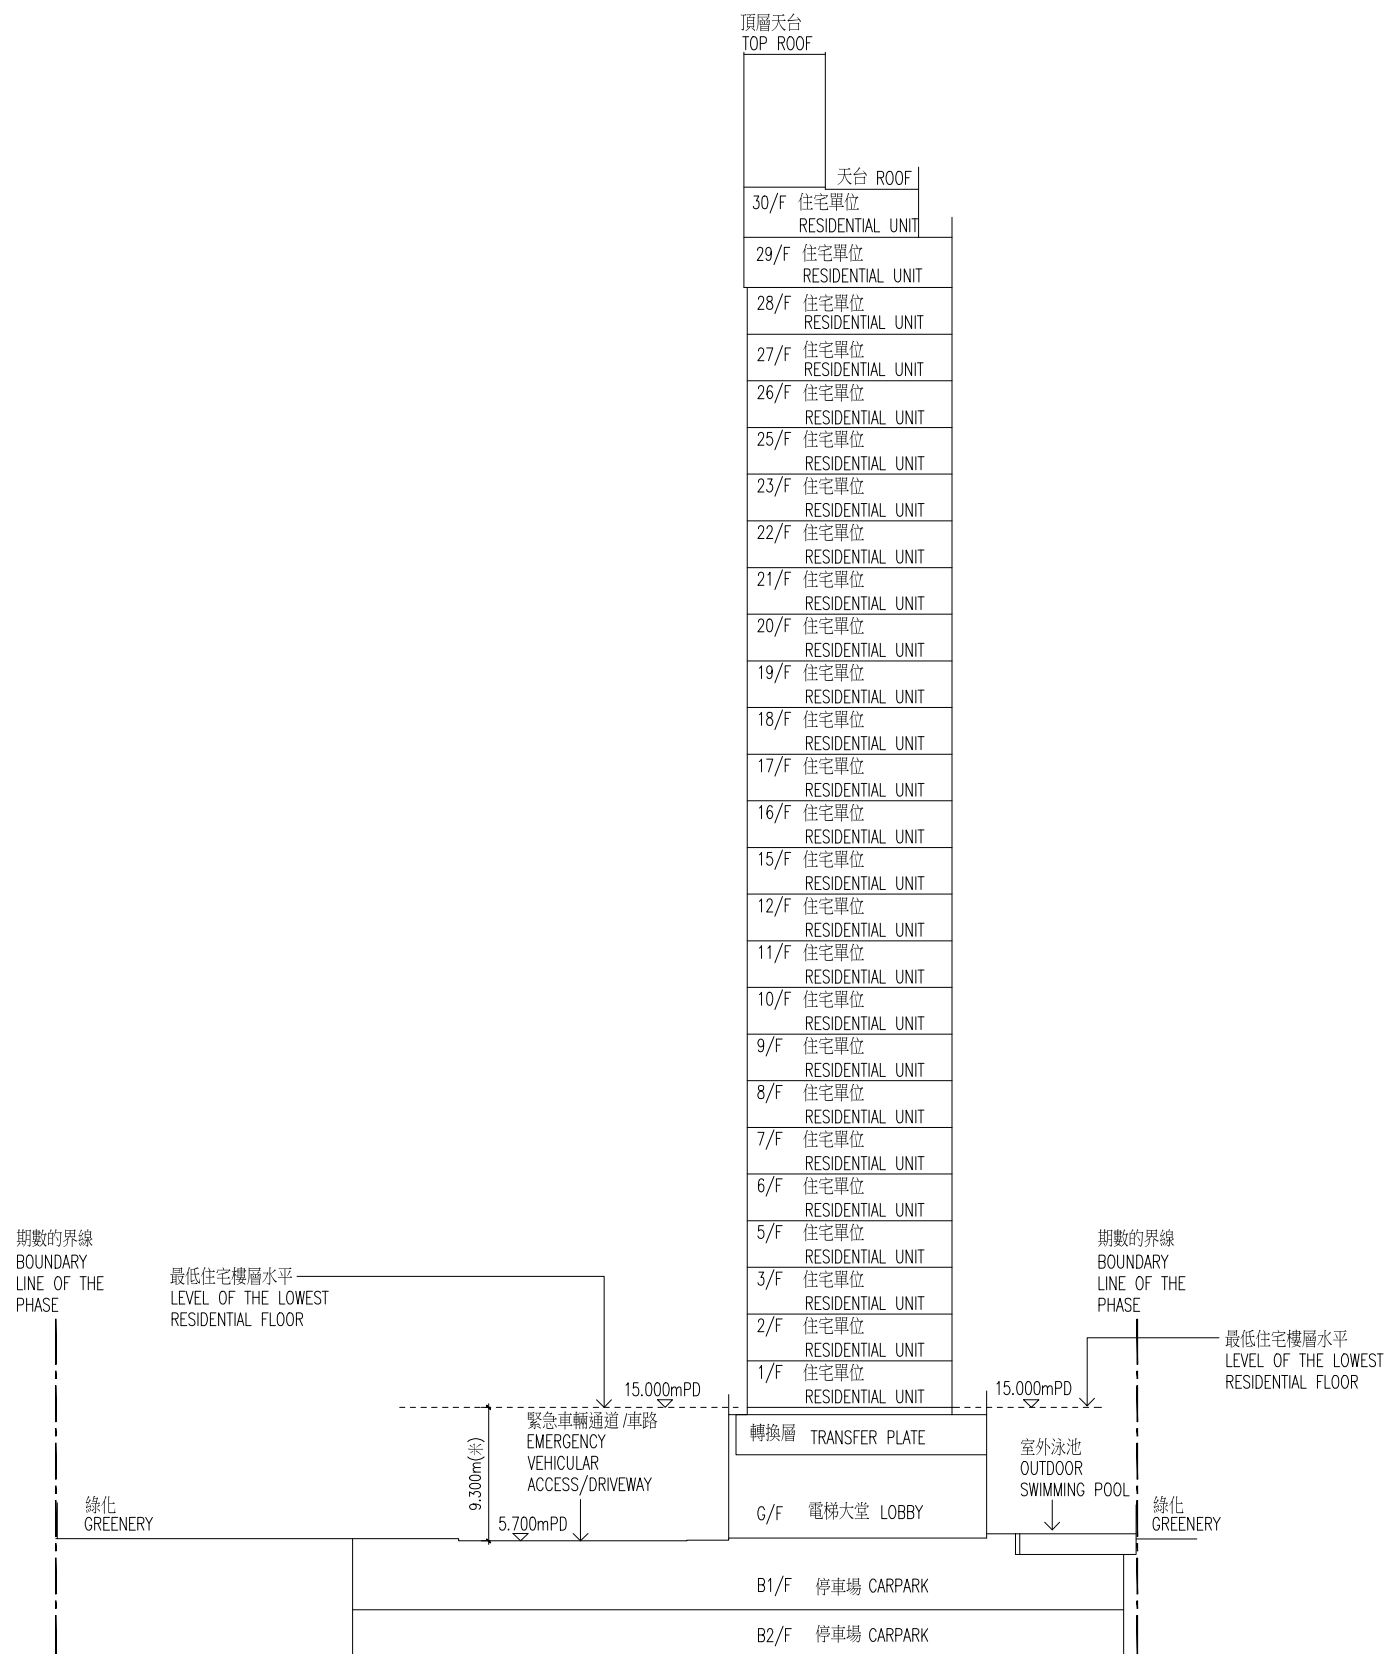 頂層天台
TOP ROOF
天台 ROOF
30/F 住宅單位
RESIDENTIAL UNIT
29/F 住宅單位
RESIDENTIAL UNIT
28/F 住宅單位
RESIDENTIAL UNIT
27/F 住宅單位
RESIDENTIAL UNIT
26/F 住宅單位
RESIDENTIAL UNIT
25/F 住宅單位
RESIDENTIAL UNIT
23/F 住宅單位
RESIDENTIAL UNIT
22/F 住宅單位
RESIDENTIAL UNIT
21/F 住宅單位
RESIDENTIAL UNIT
20/F 住宅單位
RESIDENTIAL UNIT
19/F 住宅單位
RESIDENTIAL UNIT
18/F 住宅單位
RESIDENTIAL UNIT
17/F 住宅單位
RESIDENTIAL UNIT
16/F 住宅單位
RESIDENTIAL UNIT
15/F 住宅單位
RESIDENTIAL UNIT
12/F 住宅單位
RESIDENTIAL UNIT
11/F 住宅單位
RESIDENTIAL UNIT
10/F 住宅單位
RESIDENTIAL UNIT
9/F 住宅單位
RESIDENTIAL UNIT
8/F 住宅單位
RESIDENTIAL UNIT
7/F 住宅單位
RESIDENTIAL UNIT
6/F 住宅單位
RESIDENTIAL UNIT
5/F 住宅單位
RESIDENTIAL UNIT
3/F 住宅單位
RESIDENTIAL UNIT
2/F 住宅單位
RESIDENTIAL UNIT
1/F 住宅單位
RESIDENTIAL UNIT
期數的界線
BOUNDARY
LINE OF THE
PHASE
最低住宅樓層水平
LEVEL OF THE LOWEST
RESIDENTIAL FLOOR
期數的界線
BOUNDARY
LINE OF THE
PHASE
最低住宅樓層水平
LEVEL OF THE LOWEST
RESIDENTIAL FLOOR
15.000mPD
15.000mPD
緊急車輛通道/車路
EMERGENCY
VEHICULAR
ACCESS/DRIVEWAY
9.300m(米)
5.700mPD
轉換層 TRANSFER PLATE
室外泳池
OUTDOOR
SWIMMING POOL
綠化
GREENERY
G/F 電梯大堂 LOBBY
綠化
GREENERY
B1/F 停車場 CARPARK
B2/F 停車場 CARPARK